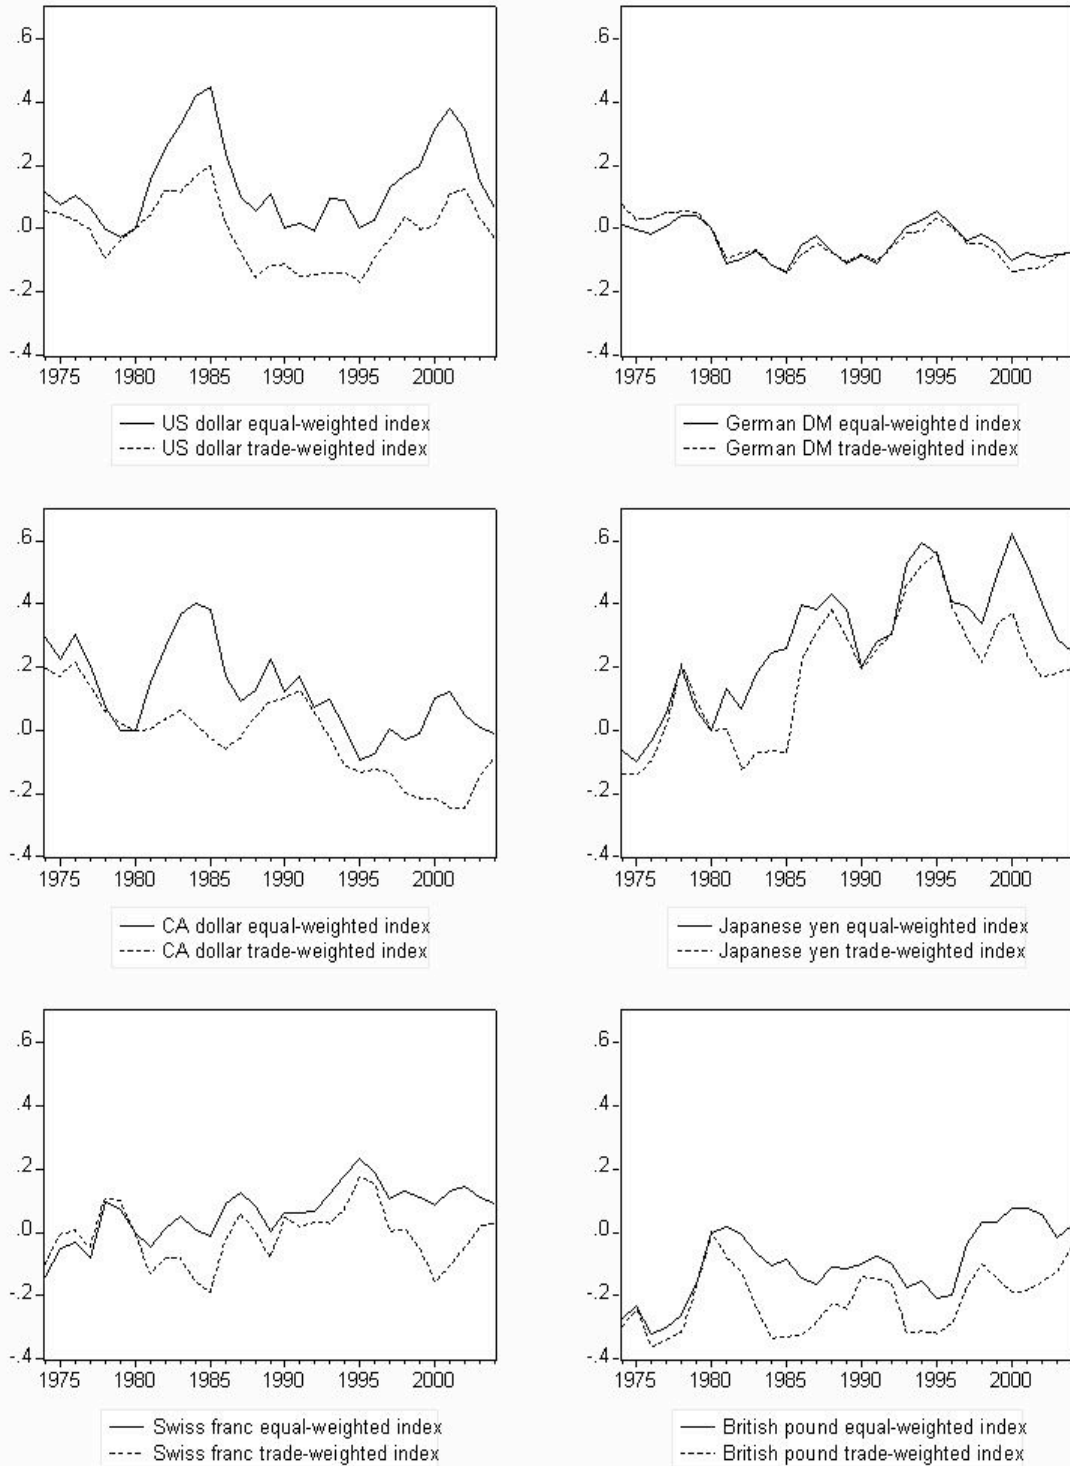 .6
.4
.2
.0
-.2
-.4
1975 1980 1985 1990 1995 2000
US dollar equal-weighted index
US dollar trade-weighted index
.6
.4
.2
.0
-.2
-.4
1975 1980 1985 1990 1995 2000
German DM equal-weighted index
German DM trade-weighted index
.6
.4
.2
.0
-.2
-.4
1975 1980 1985 1990 1995 2000
CA dollar equal-weighted index
CA dollar trade-weighted index
.6
.4
.2
.0
-.2
-.4
1975 1980 1985 1990 1995 2000
Japanese yen equal-weighted index
Japanese yen trade-weighted index
.6
.4
.2
.0
-.2
-.4
1975 1980 1985 1990 1995 2000
Swiss franc equal-weighted index
Swiss franc trade-weighted index
.6
.4
.2
.0
-.2
-.4
1975 1980 1985 1990 1995 2000
British pound equal-weighted index
British pound trade-weighted index